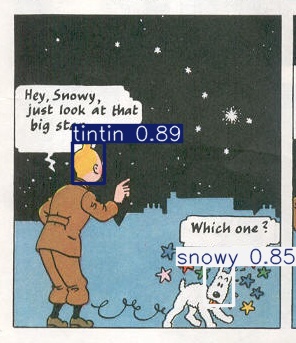 Hey, Snowy,
just look at that
big st
tintin 0.89
Which one?
snowy 0.85